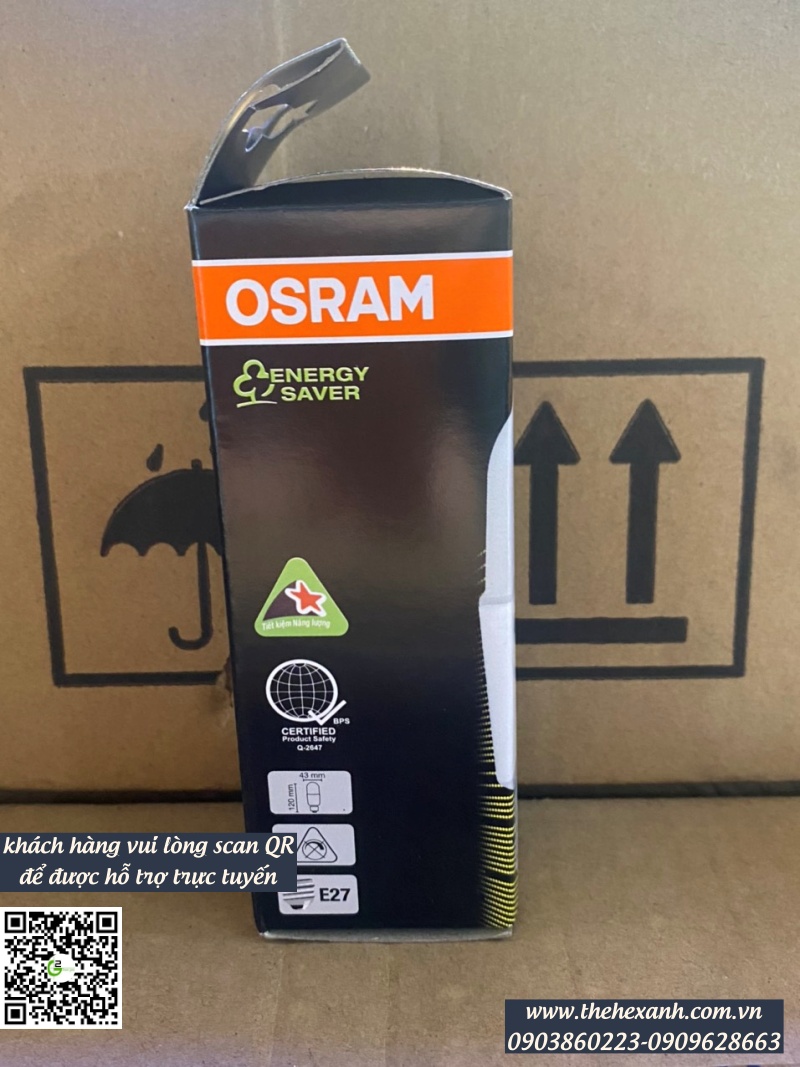 OSRAM
ENERGY
SAVER
Tiết kiệm Năng lượng
BPS
CERTIFIED
Product Safety
Q-2647
43 mm
120 mm
khách hàng vui lòng scan QR
để được hỗ trợ trực tuyến
E27
www.thehexanh.com.vn
0903860223-0909628663